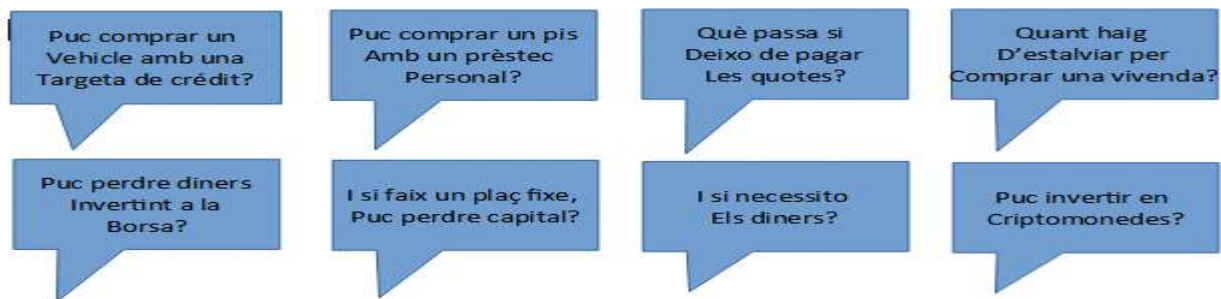 Puc comprar un
Vehicle amb una
Targeta de crédit?
Puc comprar un pis
Amb un prèstec
Personal?
Què passa si
Deixo de pagar
Les quotes?
Quant haig
D'estalviar per
Comprar una vivenda?
Puc perdre diners
Invertint a la
Borsa?
I si faix un plaç fixe,
Puc perdre capital?
I si necessito
Els diners?
Puc invertir en
Criptomonedes?